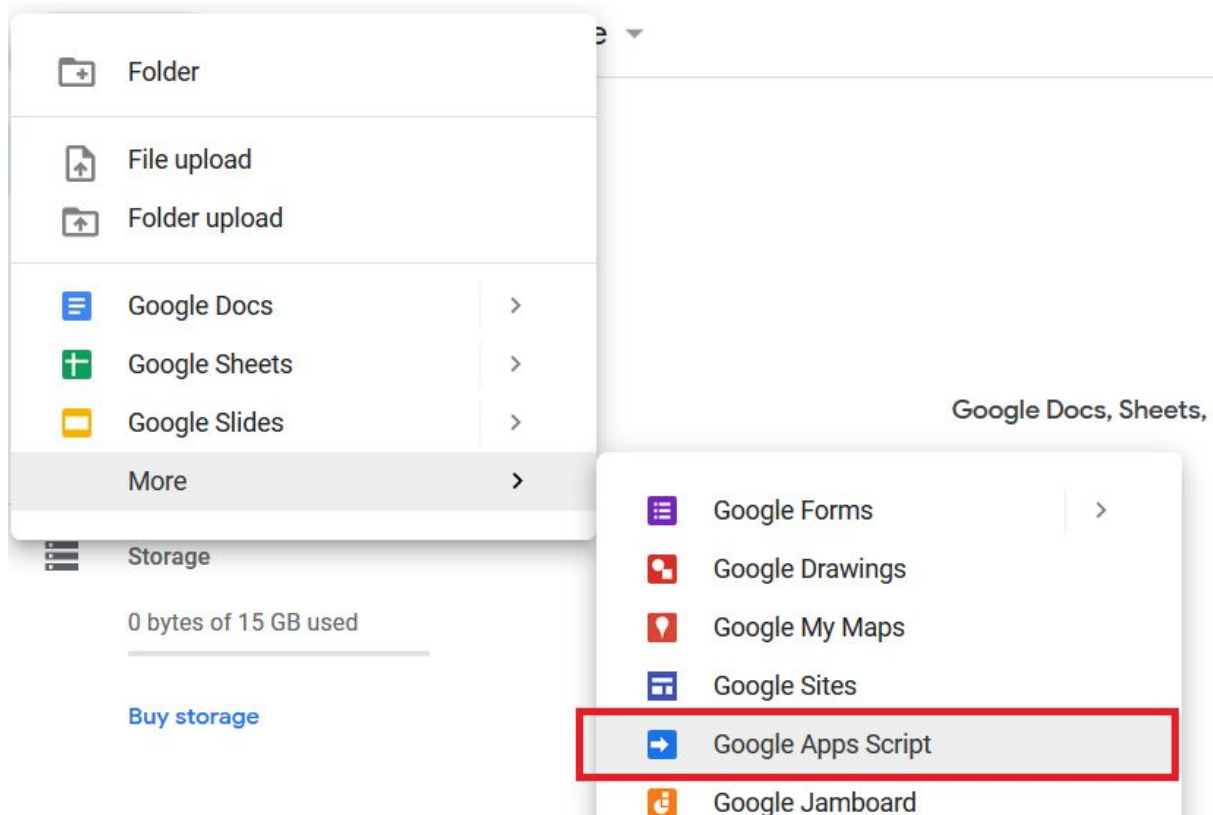 Folder
File upload
Folder upload
Google Docs
Google Sheets
Google Slides
More
Google Docs, Sheets,
Storage
0 bytes of 15 GB used
Buy storage
Google Forms
Google Drawings
Google My Maps
Google Sites
Google Apps Script
Google Jamboard